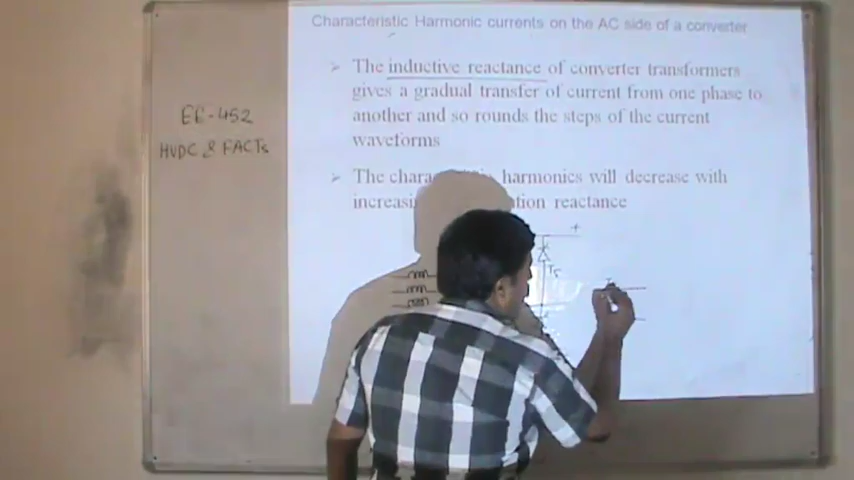 Characteristic Harmonic currents on the AC side of a converter
The inductive reactance of converter transformers
gives a gradual transfer of current from one phase to
another and so rounds the steps of the current
waveforms
EE-452
HVDC & FACTs
The harmonics will decrease with
reactance
+
T5